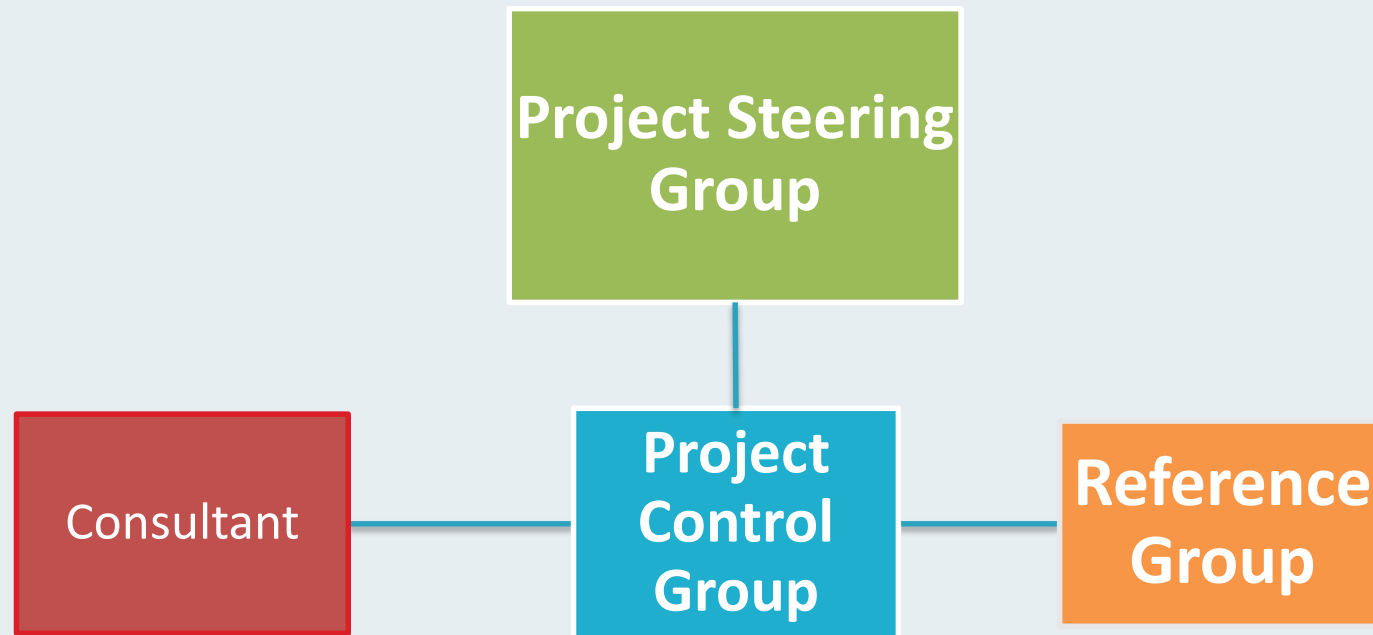 Project Steering
Group
Consultant
Project
Control
Group
Reference
Group